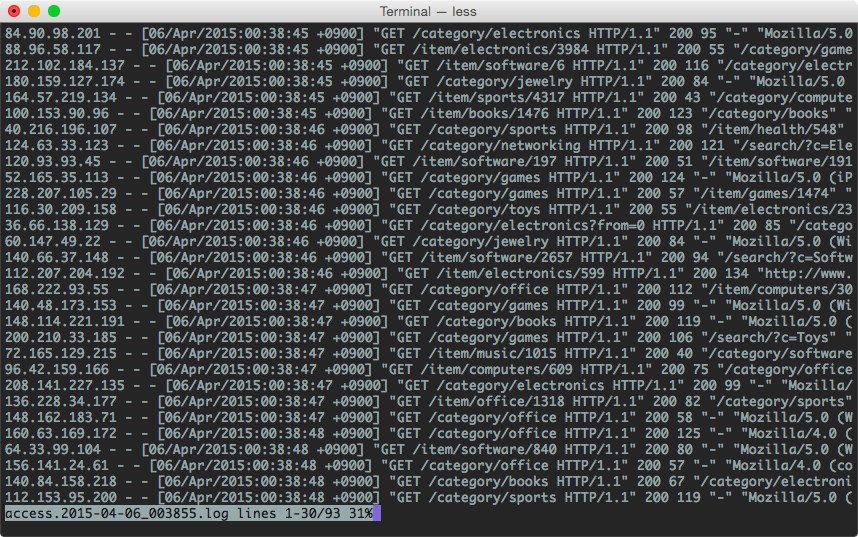 Terminal — less
84.90.98.201 - - [06/Apr/2015:00:38:45 +0900] "GET /category/electronics HTTP/1.1" 200 95 "-" "Mozilla/5.0
88.96.58.117 - - [06/Apr/2015:00:38:45 +0900] "GET /item/electronics/3984 HTTP/1.1" 200 55 "/category/game
212.102.184.137 - - [06/Apr/2015:00:38:45 +0900] "GET /item/software/6 HTTP/1.1" 200 116 "/category/electr
180.159.127.174 - - [06/Apr/2015:00:38:45 +0900] "GET /category/jewelry HTTP/1.1" 200 84 "-" "Mozilla/5.0
164.57.219.134 - - [06/Apr/2015:00:38:45 +0900] "GET /item/sports/4317 HTTP/1.1" 200 43 "/category/compute
100.153.90.96 - - [06/Apr/2015:00:38:46 +0900] "GET /item/books/1476 HTTP/1.1" 200 123 "/category/books" "
40.216.196.107 - - [06/Apr/2015:00:38:46 +0900] "GET /category/sports HTTP/1.1" 200 98 "/item/health/548"
124.63.33.123 - - [06/Apr/2015:00:38:46 +0900] "GET /category/networking HTTP/1.1" 200 121 "/search/?c=Ele
120.93.93.45 - - [06/Apr/2015:00:38:46 +0900] "GET /item/software/197 HTTP/1.1" 200 51 "/item/software/191
52.165.35.113 - - [06/Apr/2015:00:38:46 +0900] "GET /category/games HTTP/1.1" 200 124 "-" "Mozilla/5.0 (iP
228.207.105.29 - - [06/Apr/2015:00:38:46 +0900] "GET /category/games HTTP/1.1" 200 57 "/item/games/1474" "
116.30.209.158 - - [06/Apr/2015:00:38:46 +0900] "GET /category/toys HTTP/1.1" 200 55 "/item/electronics/23
36.66.138.129 - - [06/Apr/2015:00:38:46 +0900] "GET /category/electronics?from=0 HTTP/1.1" 200 85 "/catego
60.147.49.22 - - [06/Apr/2015:00:38:46 +0900] "GET /category/jewelry HTTP/1.1" 200 84 "-" "Mozilla/5.0 (Wi
140.66.37.148 - - [06/Apr/2015:00:38:46 +0900] "GET /item/software/2657 HTTP/1.1" 200 94 "/search/?c=Softw
112.207.204.192 - - [06/Apr/2015:00:38:46 +0900] "GET /item/electronics/599 HTTP/1.1" 200 134 "http://www.
168.222.93.55 - - [06/Apr/2015:00:38:47 +0900] "GET /category/office HTTP/1.1" 200 112 "/item/computers/30
140.48.173.153 - - [06/Apr/2015:00:38:47 +0900] "GET /category/games HTTP/1.1" 200 99 "-" "Mozilla/5.0 (Wi
148.114.221.191 - - [06/Apr/2015:00:38:47 +0900] "GET /category/books HTTP/1.1" 200 119 "-" "Mozilla/5.0 (
200.210.33.185 - - [06/Apr/2015:00:38:47 +0900] "GET /category/games HTTP/1.1" 200 106 "/search/?c=Toys" "
72.165.129.215 - - [06/Apr/2015:00:38:47 +0900] "GET /item/music/1015 HTTP/1.1" 200 40 "/category/software
96.42.159.166 - - [06/Apr/2015:00:38:47 +0900] "GET /item/computers/609 HTTP/1.1" 200 75 "/category/office
208.141.227.135 - - [06/Apr/2015:00:38:47 +0900] "GET /category/electronics HTTP/1.1" 200 99 "-" "Mozilla/
136.228.34.177 - - [06/Apr/2015:00:38:47 +0900] "GET /item/office/1318 HTTP/1.1" 200 82 "/category/sports"
148.162.183.71 - - [06/Apr/2015:00:38:47 +0900] "GET /category/office HTTP/1.1" 200 58 "-" "Mozilla/5.0 (W
160.63.169.172 - - [06/Apr/2015:00:38:48 +0900] "GET /category/office HTTP/1.1" 200 125 "-" "Mozilla/4.0 (
64.33.99.104 - - [06/Apr/2015:00:38:48 +0900] "GET /item/software/840 HTTP/1.1" 200 80 "-" "Mozilla/5.0 (W
156.141.24.61 - - [06/Apr/2015:00:38:48 +0900] "GET /category/office HTTP/1.1" 200 57 "-" "Mozilla/4.0 (co
140.84.158.218 - - [06/Apr/2015:00:38:48 +0900] "GET /category/books HTTP/1.1" 200 67 "/category/electroni
112.153.95.200 - - [06/Apr/2015:00:38:48 +0900] "GET /category/sports HTTP/1.1" 200 119 "-" "Mozilla/5.0 (
access.2015-04-06_003855.log lines 1-30/93 31%